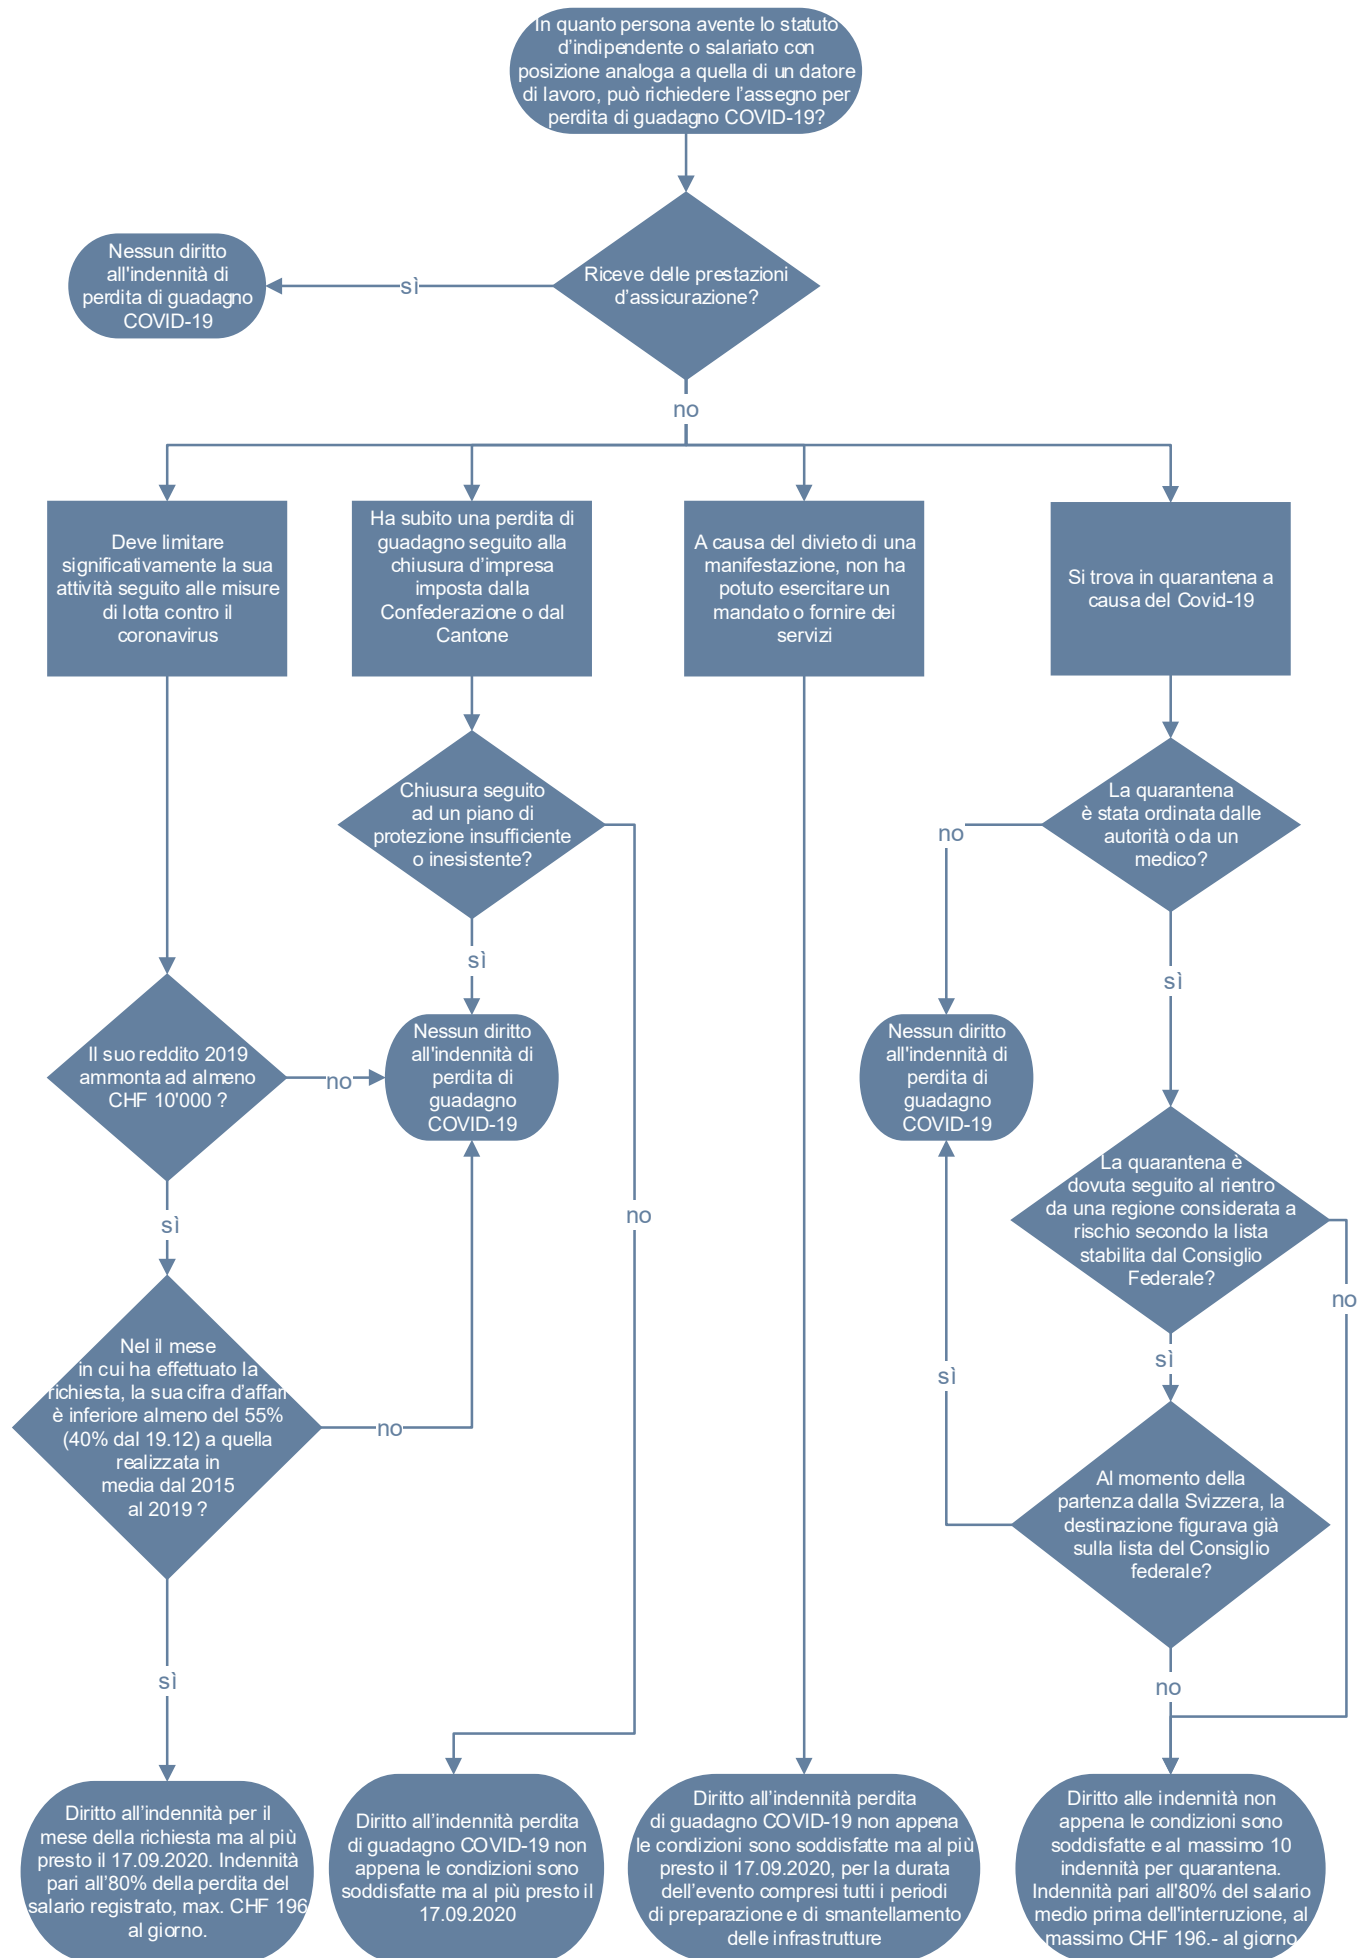 In quanto persona avente lo statuto
d'indipendente o salariato con
posizione analoga a quella di un datore
di lavoro, può richiedere l'assegno per
perdita di guadagno COVID-19?
Riceve delle prestazioni
d'assicurazione?
sì
Nessun diritto
all'indennità di
perdita di guadagno
COVID-19
no
Deve limitare
significativamente la sua
attività seguito alle misure
di lotta contro il
coronavirus
Ha subito una perdita di
guadagno seguito alla
chiusura d'impresa
imposta dalla
Confederazione o dal
Cantone
A causa del divieto di una
manifestazione, non ha
potuto esercitare un
mandato o fornire dei
servizi
Si trova in quarantena a
causa del Covid-19
Chiusura seguito
ad un piano di
protezione insufficiente
o inesistente?
La quarantena
è stata ordinata dalle
autorità o da un
medico?
no
sì
sì
Il suo reddito 2019
ammonta ad almeno
CHF 10'000 ?
no
Nessun diritto
all'indennità di
perdita di
guadagno
COVID-19
Nessun diritto
all'indennità di
perdita di
guadagno
COVID-19
La quarantena è
dovuta seguito al rientro
da una regione considerata a
rischio secondo la lista
stabilita dal Consiglio
Federale?
sì
no
no
sì
sì
Nel il mese
in cui ha effettuato la
richiesta, la sua cifra d'affari
è inferiore almeno del 55%
(40% dal 19.12) a quella
realizzata in
media dal 2015
al 2019 ?
no
Al momento della
partenza dalla Svizzera, la
destinazione figurava già
sulla lista del Consiglio
federale?
sì
no
Diritto all'indennità per il
mese della richiesta ma al più
presto il 17.09.2020. Indennità
pari all'80% della perdita del
salario registrato, max. CHF 196
al giorno.
Diritto all'indennità perdita
di guadagno COVID-19 non
appena le condizioni sono
soddisfatte ma al più presto il
17.09.2020
Diritto all'indennità perdita
di guadagno COVID-19 non appena
le condizioni sono soddisfatte ma al più
presto il 17.09.2020, per la durata
dell'evento compresi tutti i periodi
di preparazione e di smantellamento
delle infrastrutture
Diritto alle indennità non
appena le condizioni sono
soddisfatte e al massimo 10
indennità per quarantena.
Indennità pari all'80% del salario
medio prima dell'interruzione, al
massimo CHF 196.- al giorno